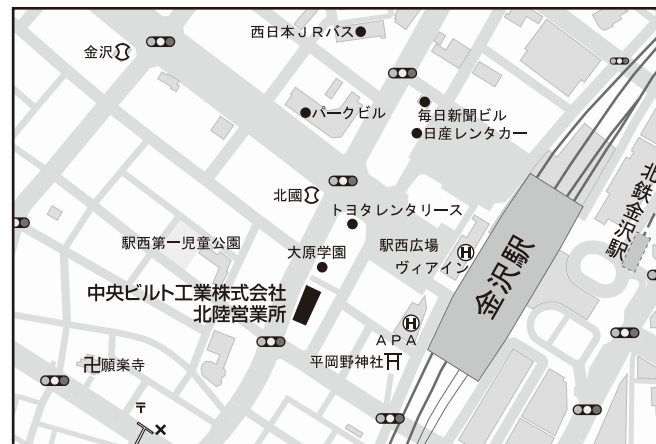 西日本ＪＲバス
金沢
毎日新聞ビル
日産レンタカー
パークビル
北國
トヨタレンタリース
駅西第一児童公園
大原学園
駅西広場
ヴィアイン
H
金沢駅
北鉄金沢駅
中央ビルト工業株式会社
北陸営業所
H
ＡＰＡ
平岡野神社
願楽寺
〒